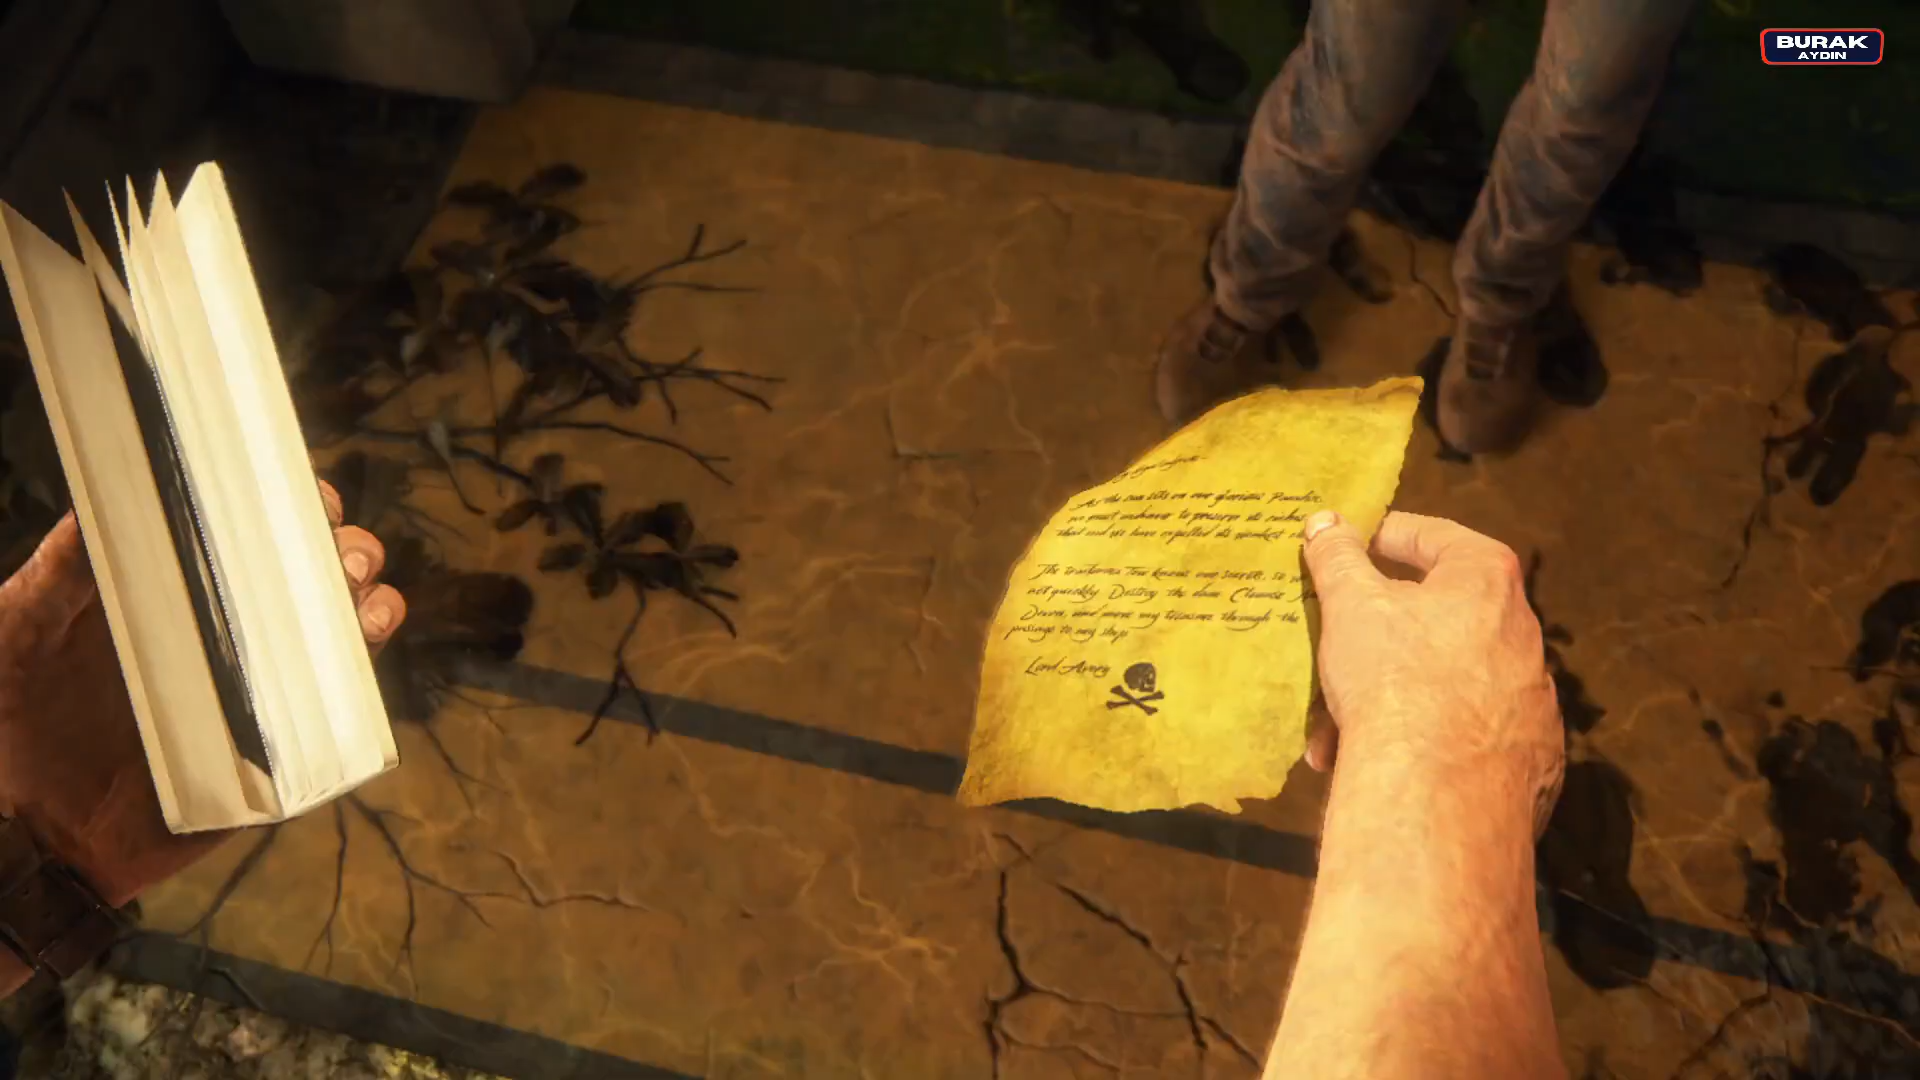 BURAK
AYDIN
As the sun sets on our glorious
we must endeavor to preserve its riches
that end we have expelled its weakest
The traitorous Tew knows our secrets, so
act quickly. Destroy the dam. Cleanse
Devon, and move my treasure through the
passage to my ship
Lord Avery